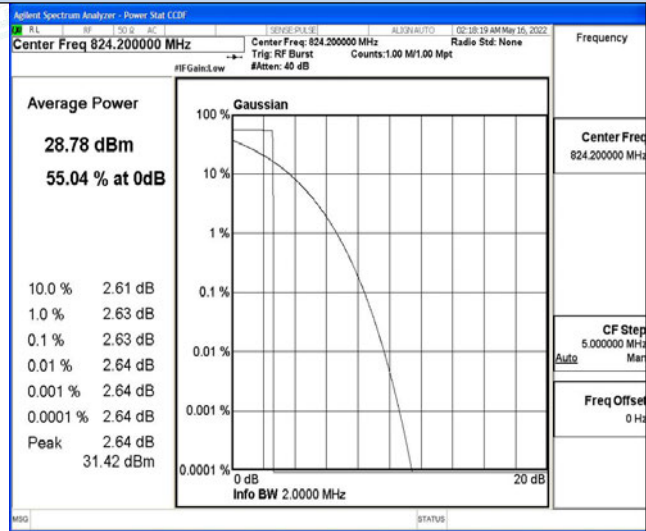 Agilent Spectrum Analyzer - Power Stat CCDF
RL RF 50 Ω AC SENSE:PULSE ALIGN AUTO 02:18:19 AM May 16, 2022
Center Freq 824.200000 MHz
Center Freq: 824.200000 MHz Radio Std: None
Trig: RF Burst Counts:1.00 M/1.00 Mpt
#IFGain:Low #Atten: 40 dB
Frequency
Average Power
28.78 dBm
55.04 % at 0dB
10.0 % 2.61 dB
1.0 % 2.63 dB
0.1 % 2.63 dB
0.01 % 2.64 dB
0.001 % 2.64 dB
0.0001 % 2.64 dB
Peak 2.64 dB
31.42 dBm
Gaussian
100 %
10 %
1 %
0.1 %
0.01 %
0.001 %
0.0001 %
0 dB 20 dB
Info BW 2.0000 MHz
Center Freq
824.200000 MHz
CF Step
5.000000 MHz
Auto Man
Freq Offset
0 Hz
MSG STATUS